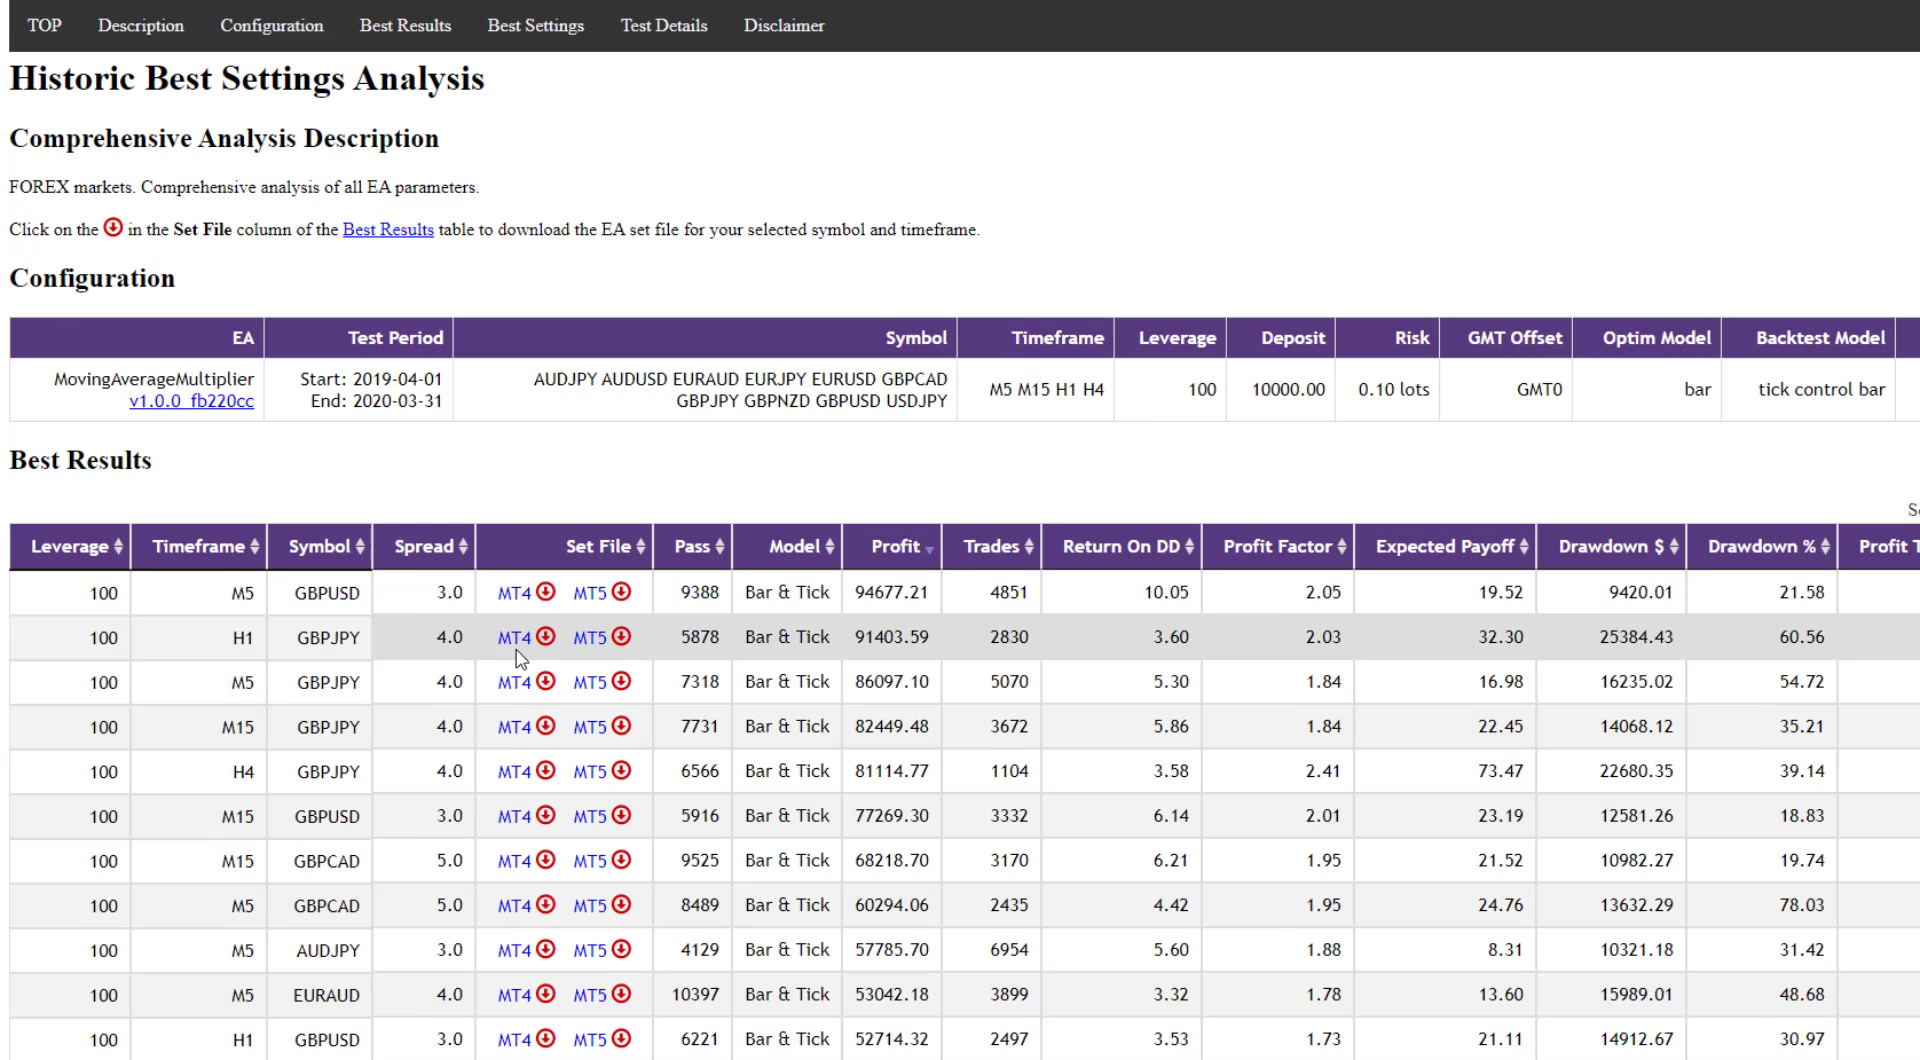 TOP Description Configuration Best Results Best Settings Test Details Disclaimer
Historic Best Settings Analysis
Comprehensive Analysis Description
FOREX markets. Comprehensive analysis of all EA parameters.
Click on the in the Set File column of the Best Results table to download the EA set file for your selected symbol and timeframe.
Configuration
EA Test Period Symbol Timeframe Leverage Deposit Risk GMT Offset Optim Model Backtest Model
MovingAverageMultiplier Start: 2019-04-01 AUDJPY AUDUSD EURAUD EURJPY EURUSD GBPCAD M5 M15 H1 H4 100 10000.00 0.10 lots GMT0 bar tick control bar
v1.0.0_fb220cc End: 2020-03-31 GBPJPY GBPNZD GBPUSD USDJPY
Best Results
Leverage Timeframe Symbol Spread Set File Pass Model Profit Trades Return On DD Profit Factor Expected Payoff Drawdown $ Drawdown % Profit
100 M5 GBPUSD 3.0 MT4 MT5 9388 Bar & Tick 94677.21 4851 10.05 2.05 19.52 9420.01 21.58
100 H1 GBPJPY 4.0 MT4 MT5 5878 Bar & Tick 91403.59 2830 3.60 2.03 32.30 25384.43 60.56
100 M5 GBPJPY 4.0 MT4 MT5 7318 Bar & Tick 86097.10 5070 5.30 1.84 16.98 16235.02 54.72
100 M15 GBPJPY 4.0 MT4 MT5 7731 Bar & Tick 82449.48 3672 5.86 1.84 22.45 14068.12 35.21
100 H4 GBPJPY 4.0 MT4 MT5 6566 Bar & Tick 81114.77 1104 3.58 2.41 73.47 22680.35 39.14
100 M15 GBPUSD 3.0 MT4 MT5 5916 Bar & Tick 77269.30 3332 6.14 2.01 23.19 12581.26 18.83
100 M15 GBPCAD 5.0 MT4 MT5 9525 Bar & Tick 68218.70 3170 6.21 1.95 21.52 10982.27 19.74
100 M5 GBPCAD 5.0 MT4 MT5 8489 Bar & Tick 60294.06 2435 4.42 1.95 24.76 13632.29 78.03
100 M5 AUDJPY 3.0 MT4 MT5 4129 Bar & Tick 57785.70 6954 5.60 1.88 8.31 10321.18 31.42
100 M5 EURAUD 4.0 MT4 MT5 10397 Bar & Tick 53042.18 3899 3.32 1.78 13.60 15989.01 48.68
100 H1 GBPUSD 3.0 MT4 MT5 6221 Bar & Tick 52714.32 2497 3.53 1.73 21.11 14912.67 30.97